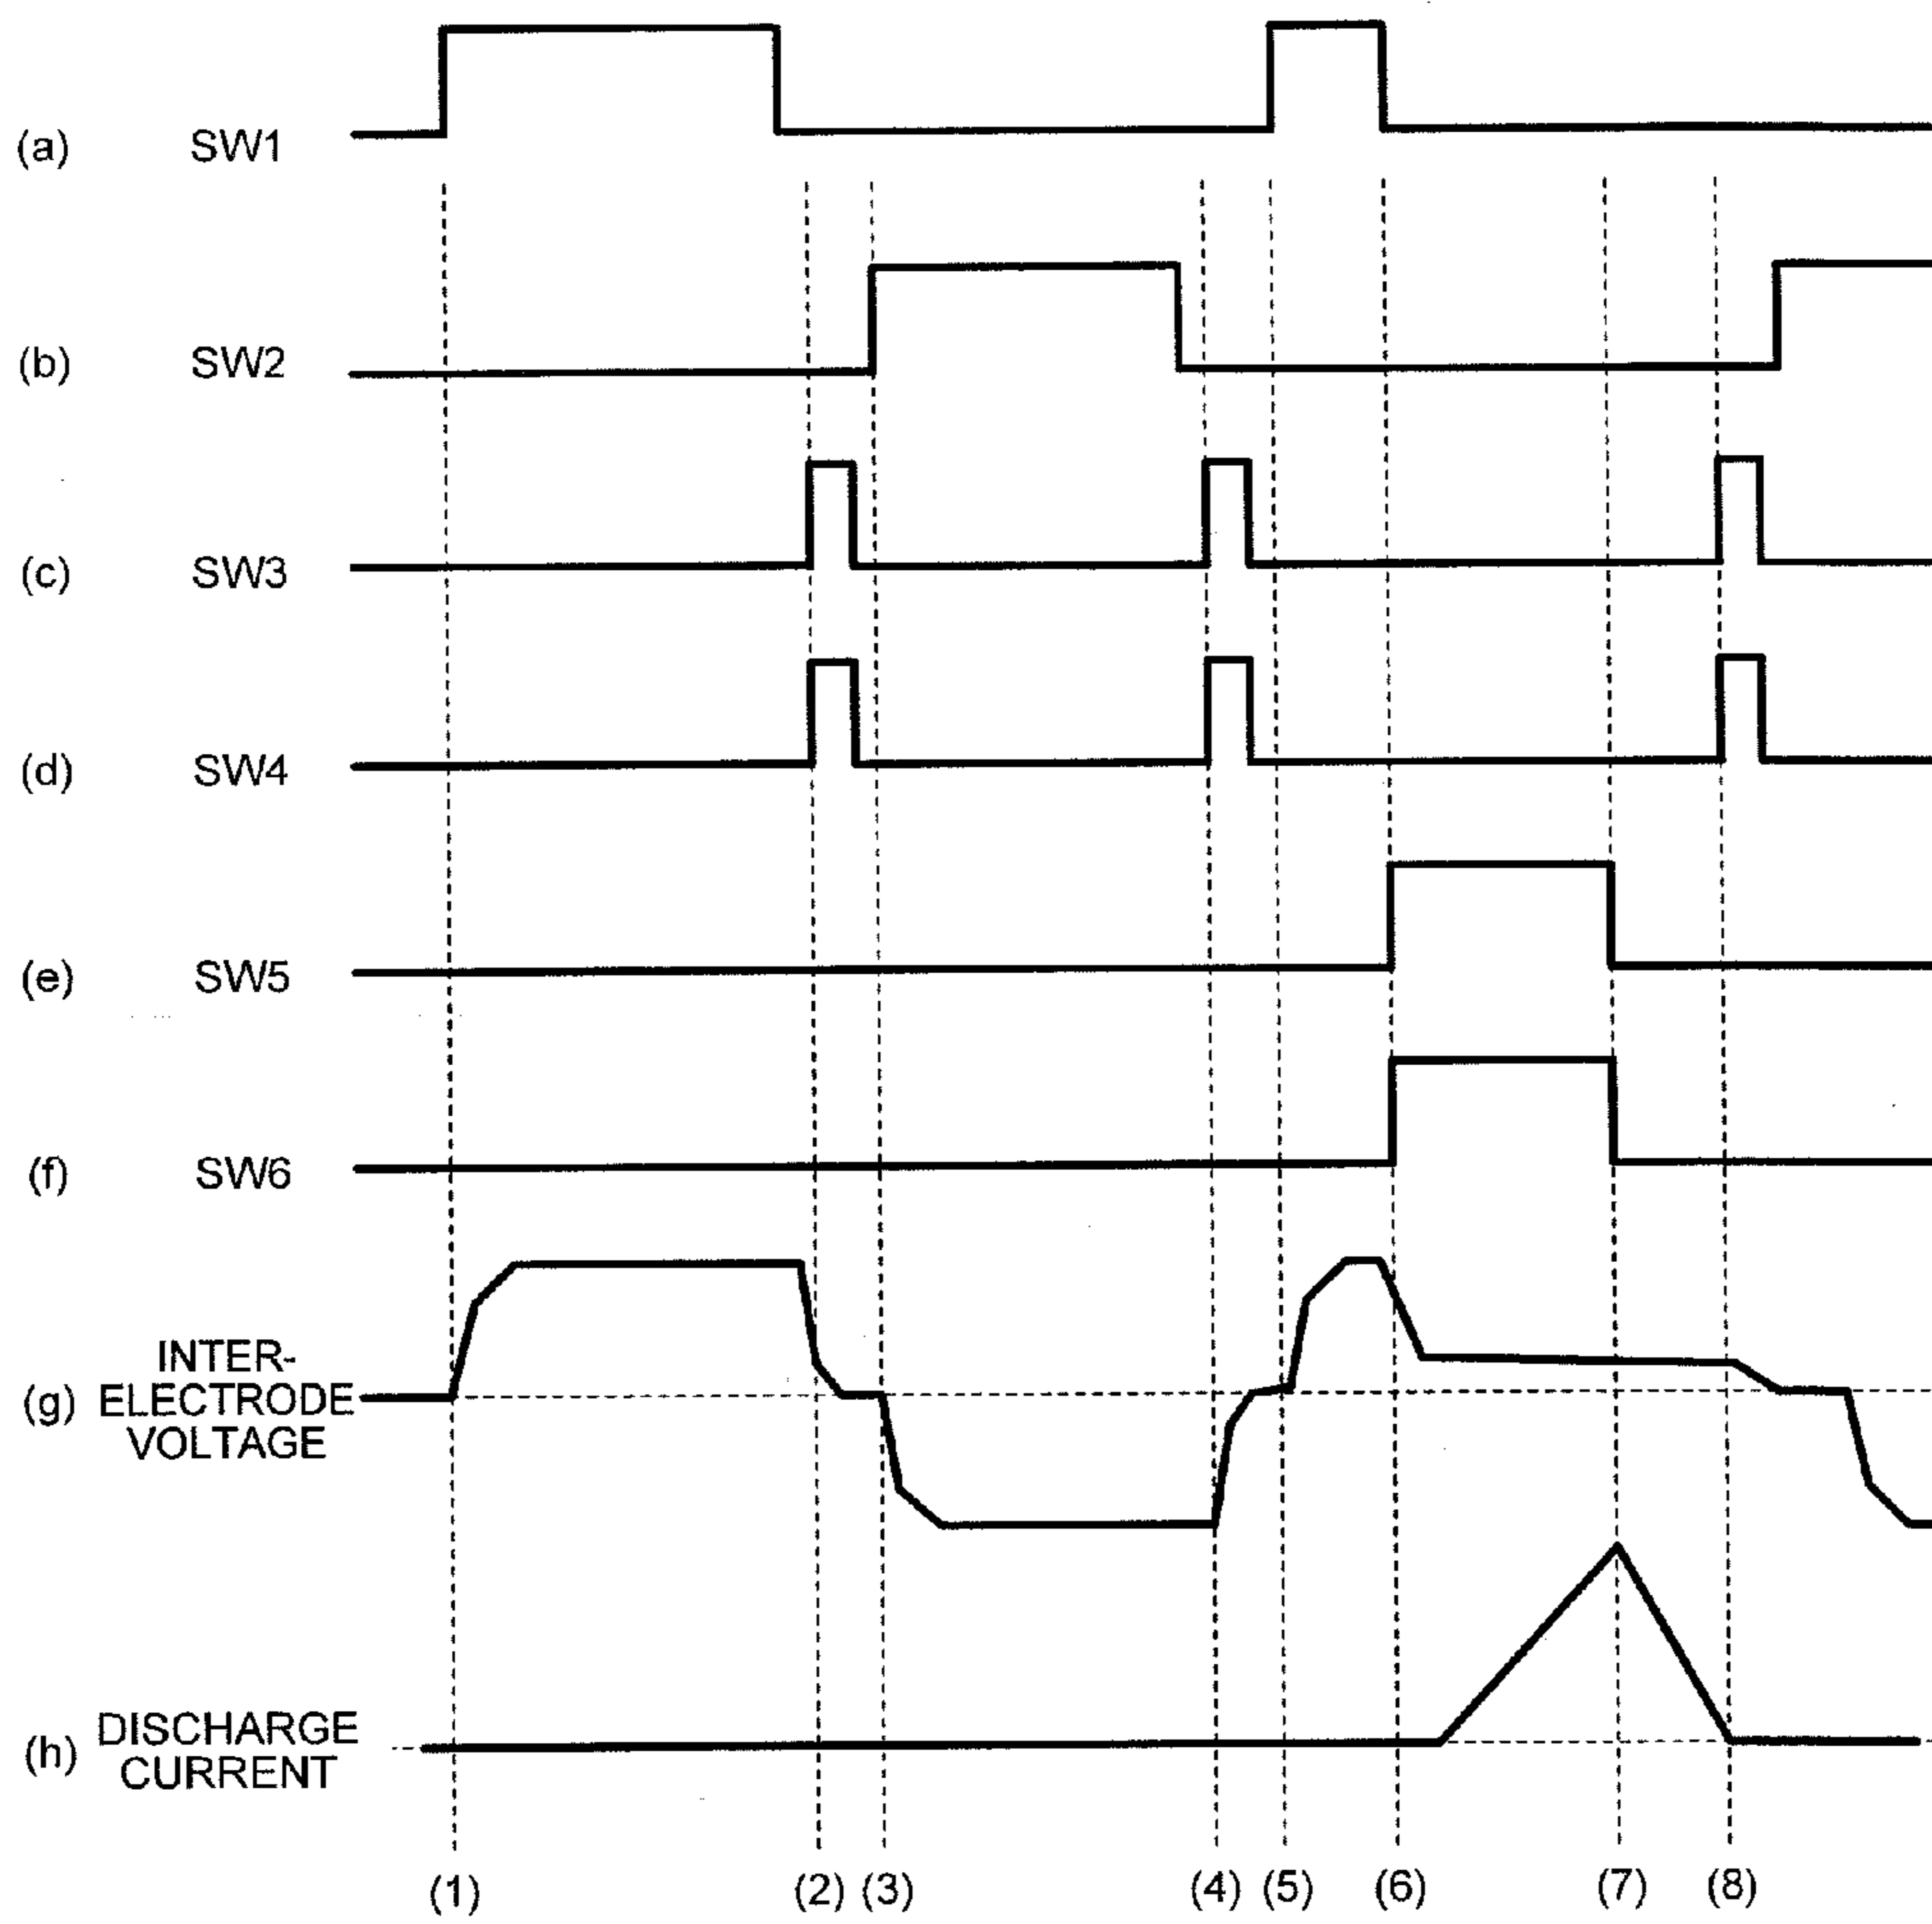 (a) SW1
(b) SW2
(c) SW3
(d) SW4
(e) SW5
(f) SW6
(g) INTER-
ELECTRODE
VOLTAGE
(h) DISCHARGE
CURRENT
(1) (2) (3) (4) (5) (6) (7) (8)